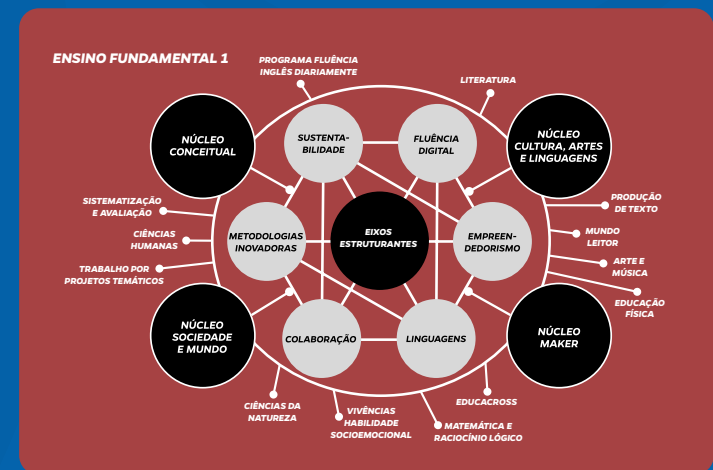 ENSINO FUNDAMENTAL 1
PROGRAMA FLUÊNCIA
INGLÊS DIARIAMENTE
LITERATURA
NÚCLEO
CONCEITUAL
SUSTENTA-
BILIDADE
FLUÊNCIA
DIGITAL
NÚCLEO
CULTURA, ARTES
E LINGUAGENS
SISTEMATIZAÇÃO
E AVALIAÇÃO
CIÊNCIAS
HUMANAS
TRABALHO POR
PROJETOS TEMÁTICOS
METODOLOGIAS
INOVADORAS
EIXOS
ESTRUTURANTES
EMPREEN-
DEDORISMO
PRODUÇÃO
DE TEXTO
MUNDO
LEITOR
ARTE E
MÚSICA
EDUCAÇÃO
FÍSICA
NÚCLEO
SOCIEDADE
E MUNDO
COLABORAÇÃO
LINGUAGENS
NÚCLEO
MAKER
CIÊNCIAS DA
NATUREZA
VIVÊNCIAS
HABILIDADE
SOCIOEMOCIONAL
MATEMÁTICA E
RACIOCÍNIO LÓGICO
EDUCACROSS